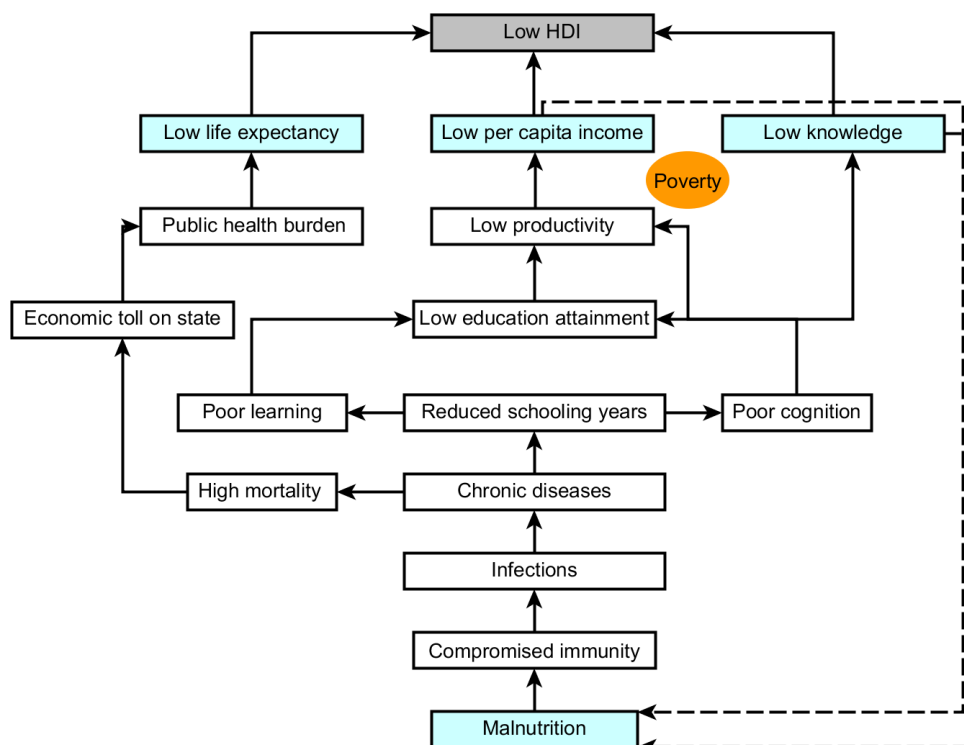 Low HDI
Low life expectancy
Low per capita income
Low knowledge
Poverty
Public health burden
Low productivity
Economic toll on state
Low education attainment
Poor learning
Reduced schooling years
Poor cognition
High mortality
Chronic diseases
Infections
Compromised immunity
Malnutrition